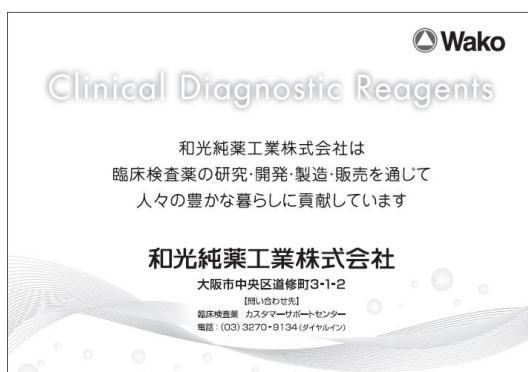 Wako
Clinical Diagnostic Reagents
和光純薬工業株式会社は
臨床検査薬の研究・開発・製造・販売を通じて
人々の豊かな暮らしに貢献しています
和光純薬工業株式会社
大阪市中央区道修町3-1-2
【問い合わせ先】
臨床検査薬 カスタマーサポートセンター
電話:(03) 3270-9134(ダイヤルイン)